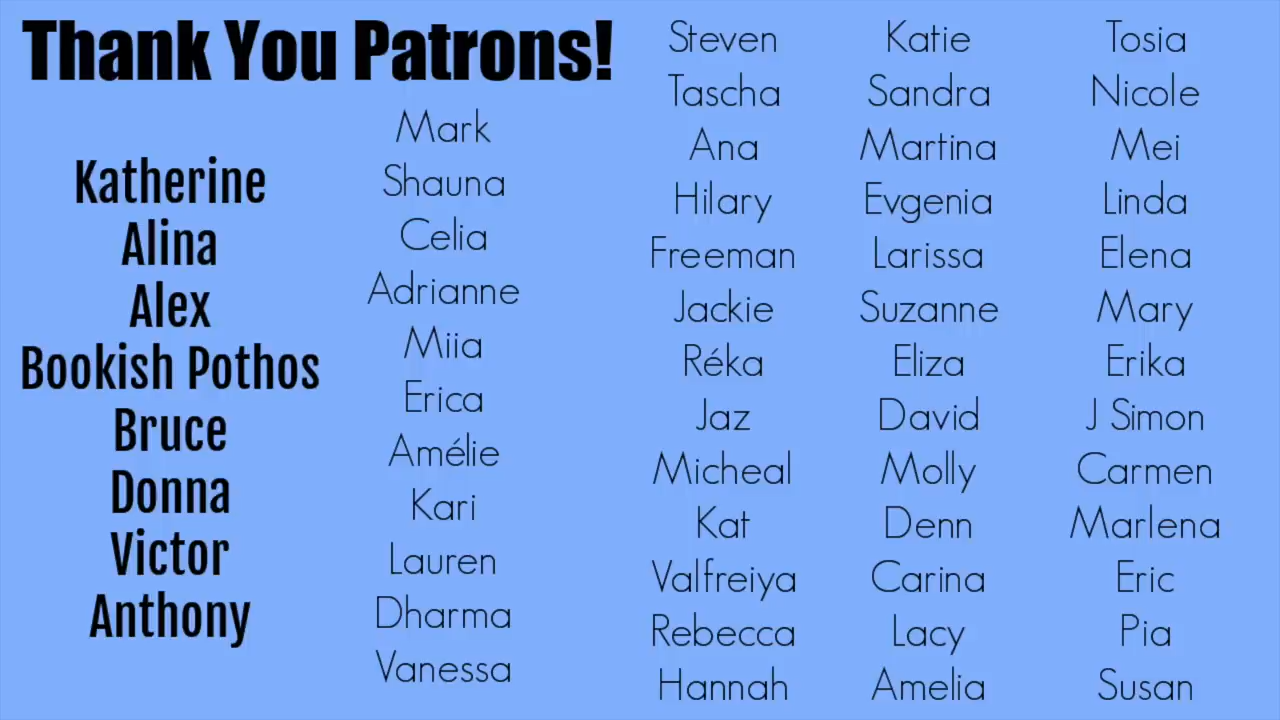 Thank You Patrons!
Katherine
Alina
Alex
Bookish Pothos
Bruce
Donna
Victor
Anthony
Mark
Shauna
Celia
Adrianne
Miia
Erica
Amélie
Kari
Lauren
Dharma
Vanessa
Steven
Tascha
Ana
Hilary
Freeman
Jackie
Réka
Jaz
Micheal
Kat
Valfreiya
Rebecca
Hannah
Katie
Sandra
Martina
Evgenia
Larissa
Suzanne
Eliza
David
Molly
Denn
Carina
Lacy
Amelia
Tosia
Nicole
Mei
Linda
Elena
Mary
Erika
J Simon
Carmen
Marlena
Eric
Pia
Susan